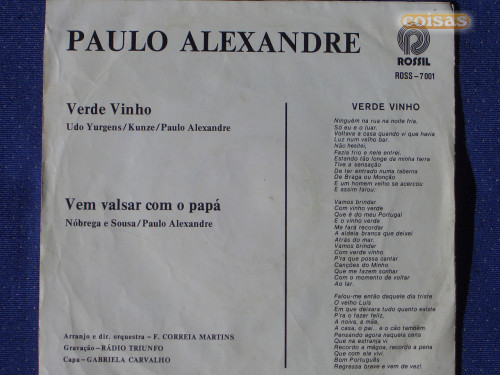 coisas
PAULO ALEXANDRE
ROSSIL
ROSS – 7001
Verde Vinho
Udo Yurgens/Kunze/Paulo Alexandre
Vem valsar com o papá
Nóbrega e Sousa/Paulo Alexandre
Arranjo e dir. orquestra – F. CORREIA MARTINS
Gravação – RÁDIO TRIUNFO
Capa – GABRIELA CARVALHO
VERDE VINHO
Ninguém na rua na noite fria,
Só eu e o luar.
Voltava a casa quando vi que havia
Luz num velho bar.
Não hesitei,
Fazia frio e nele entrei.
Estando tão longe da minha terra
Tive a sensação
De ter entrado numa taberna
De Braga ou Monção
E um homem velho se acercou
E assim falou:
Vamos brindar
Com vinho verde
Que é do meu Portugal
E o vinho verde
Me fará recordar
A aldeia branca que deixei
Atrás do mar.
Vamos brindar
Com verde vinho
P'ra que possa cantar
Canções do Minho
Que me fazem sonhar
Com o momento de voltar
Ao lar.
Falou-me então daquele dia triste
O velho Luís
Em que deixara tudo quanto existe
P'ra o fazer feliz,
A noiva, a mãe,
A casa, o pai... e o cão também
Pensando agora naquela cena
Que na estranja vi
Recordo a mágoa, recordo a pena
Que com ele vivi.
Bom Português
Regressa breve e vem de vez!